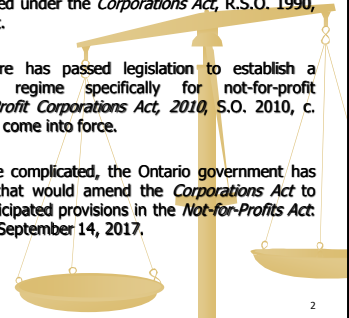 ed under the Corporations Act, R.S.O. 1990,
c.
re has passed legislation to establish a
regime specifically for not-for-profit
Profit Corporations Act, 2010, S.O. 2010, c.
come into force.
e complicated, the Ontario government has
that would amend the Corporations Act to
icipated provisions in the Not-for-Profits Act.
September 14, 2017.
2